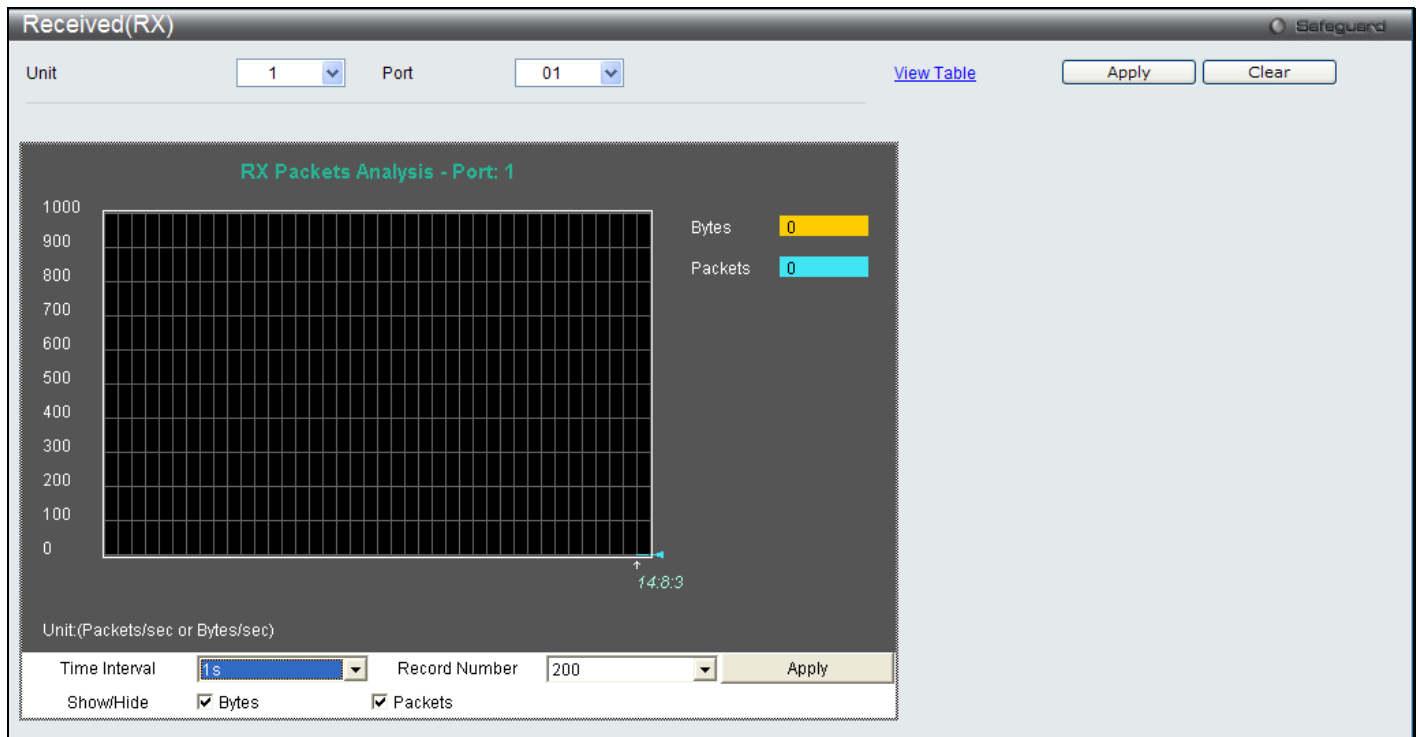 Received(RX)
Safeguard
Unit 1 Port 01 View Table Apply Clear
RX Packets Analysis - Port: 1
1000
900
800
700
600
500
400
300
200
100
0
Bytes 0
Packets 0
14:8:3
Unit:(Packets/sec or Bytes/sec)
Time Interval 1s Record Number 200 Apply
Show/Hide Bytes Packets